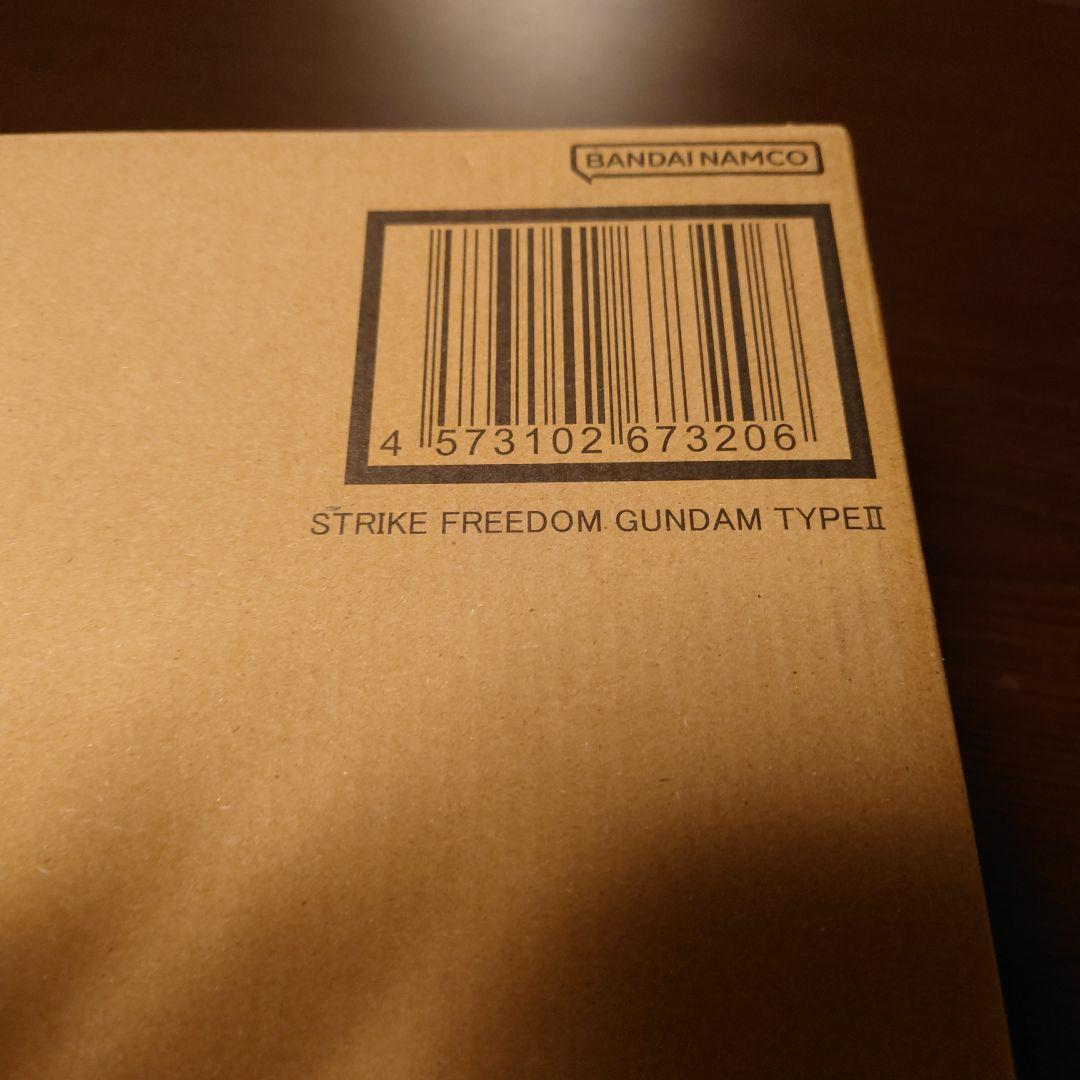 BANDAI NAMCO
4 573102 673206
STRIKE FREEDOM GUNDAM TYPEⅡ